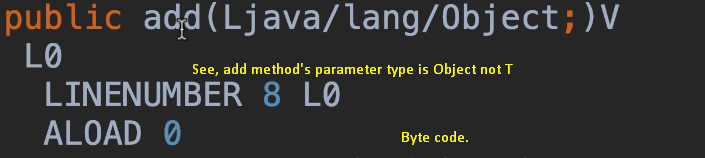 public add(Ljava/lang/Object;)V
L0
See, add method's parameter type is Object not T
LINENUMBER 8 L0
ALOAD 0
Byte code.